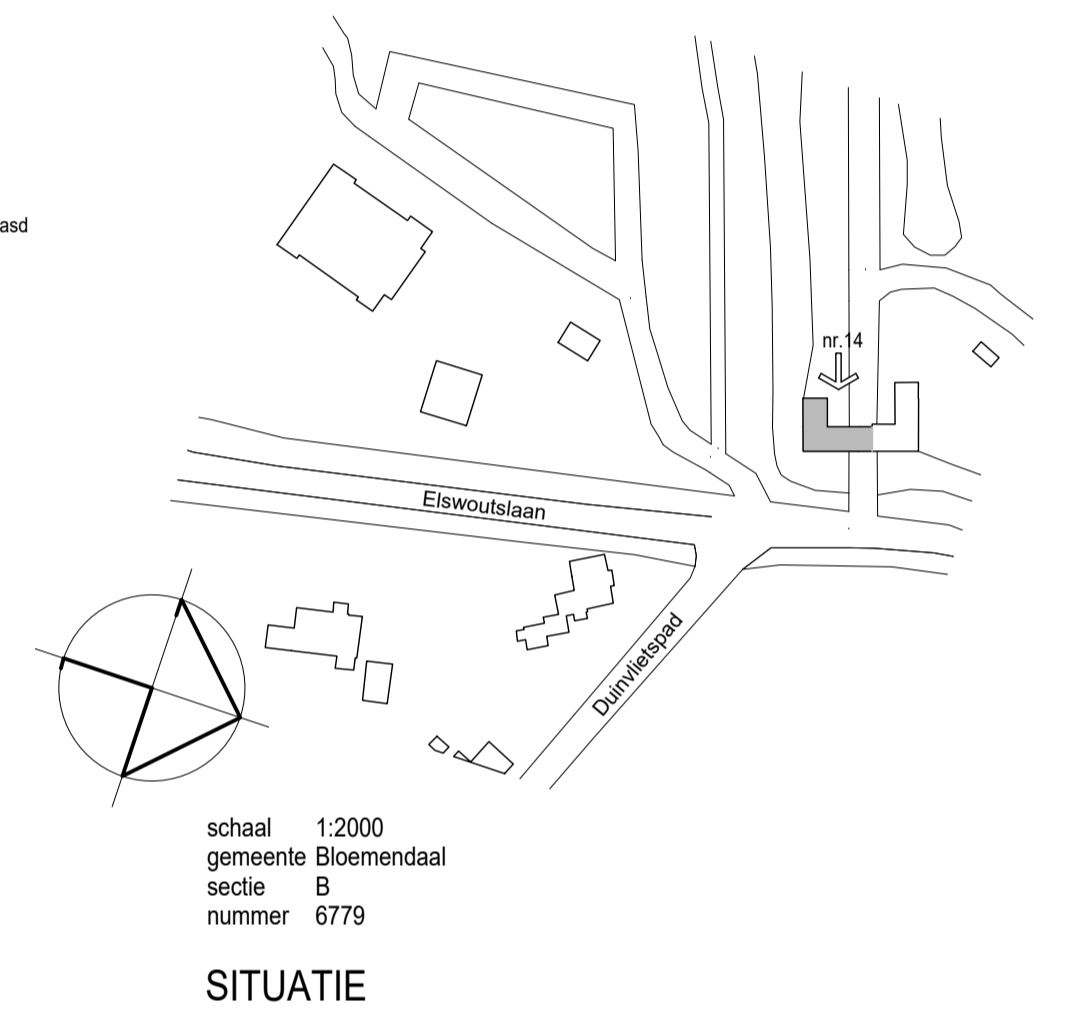 asd
nr.14
Elswoutslaan
Duinvlietspad
schaal 1:2000
gemeente Bloemendaal
sectie B
nummer 6779
SITUATIE